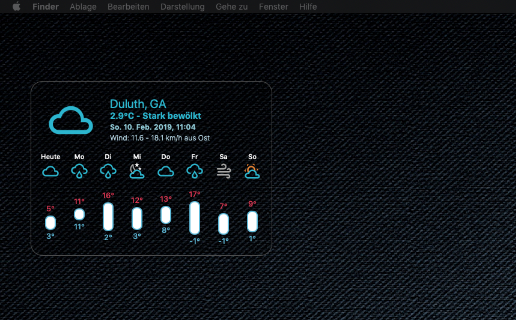 Finder Ablage Bearbeiten Darstellung Gehe zu Fenster Hilfe
Duluth, GA
2.9°C - Stark bewölkt
So. 10. Feb. 2019, 11:04
Wind: 11.6 - 18.1 km/h aus Ost
Heute Mo Di Mi Do Fr Sa So
5° 11° 16° 12° 13° 17° 7° 9°
3° 11° 2° 3° 6° -1° -1° 1°